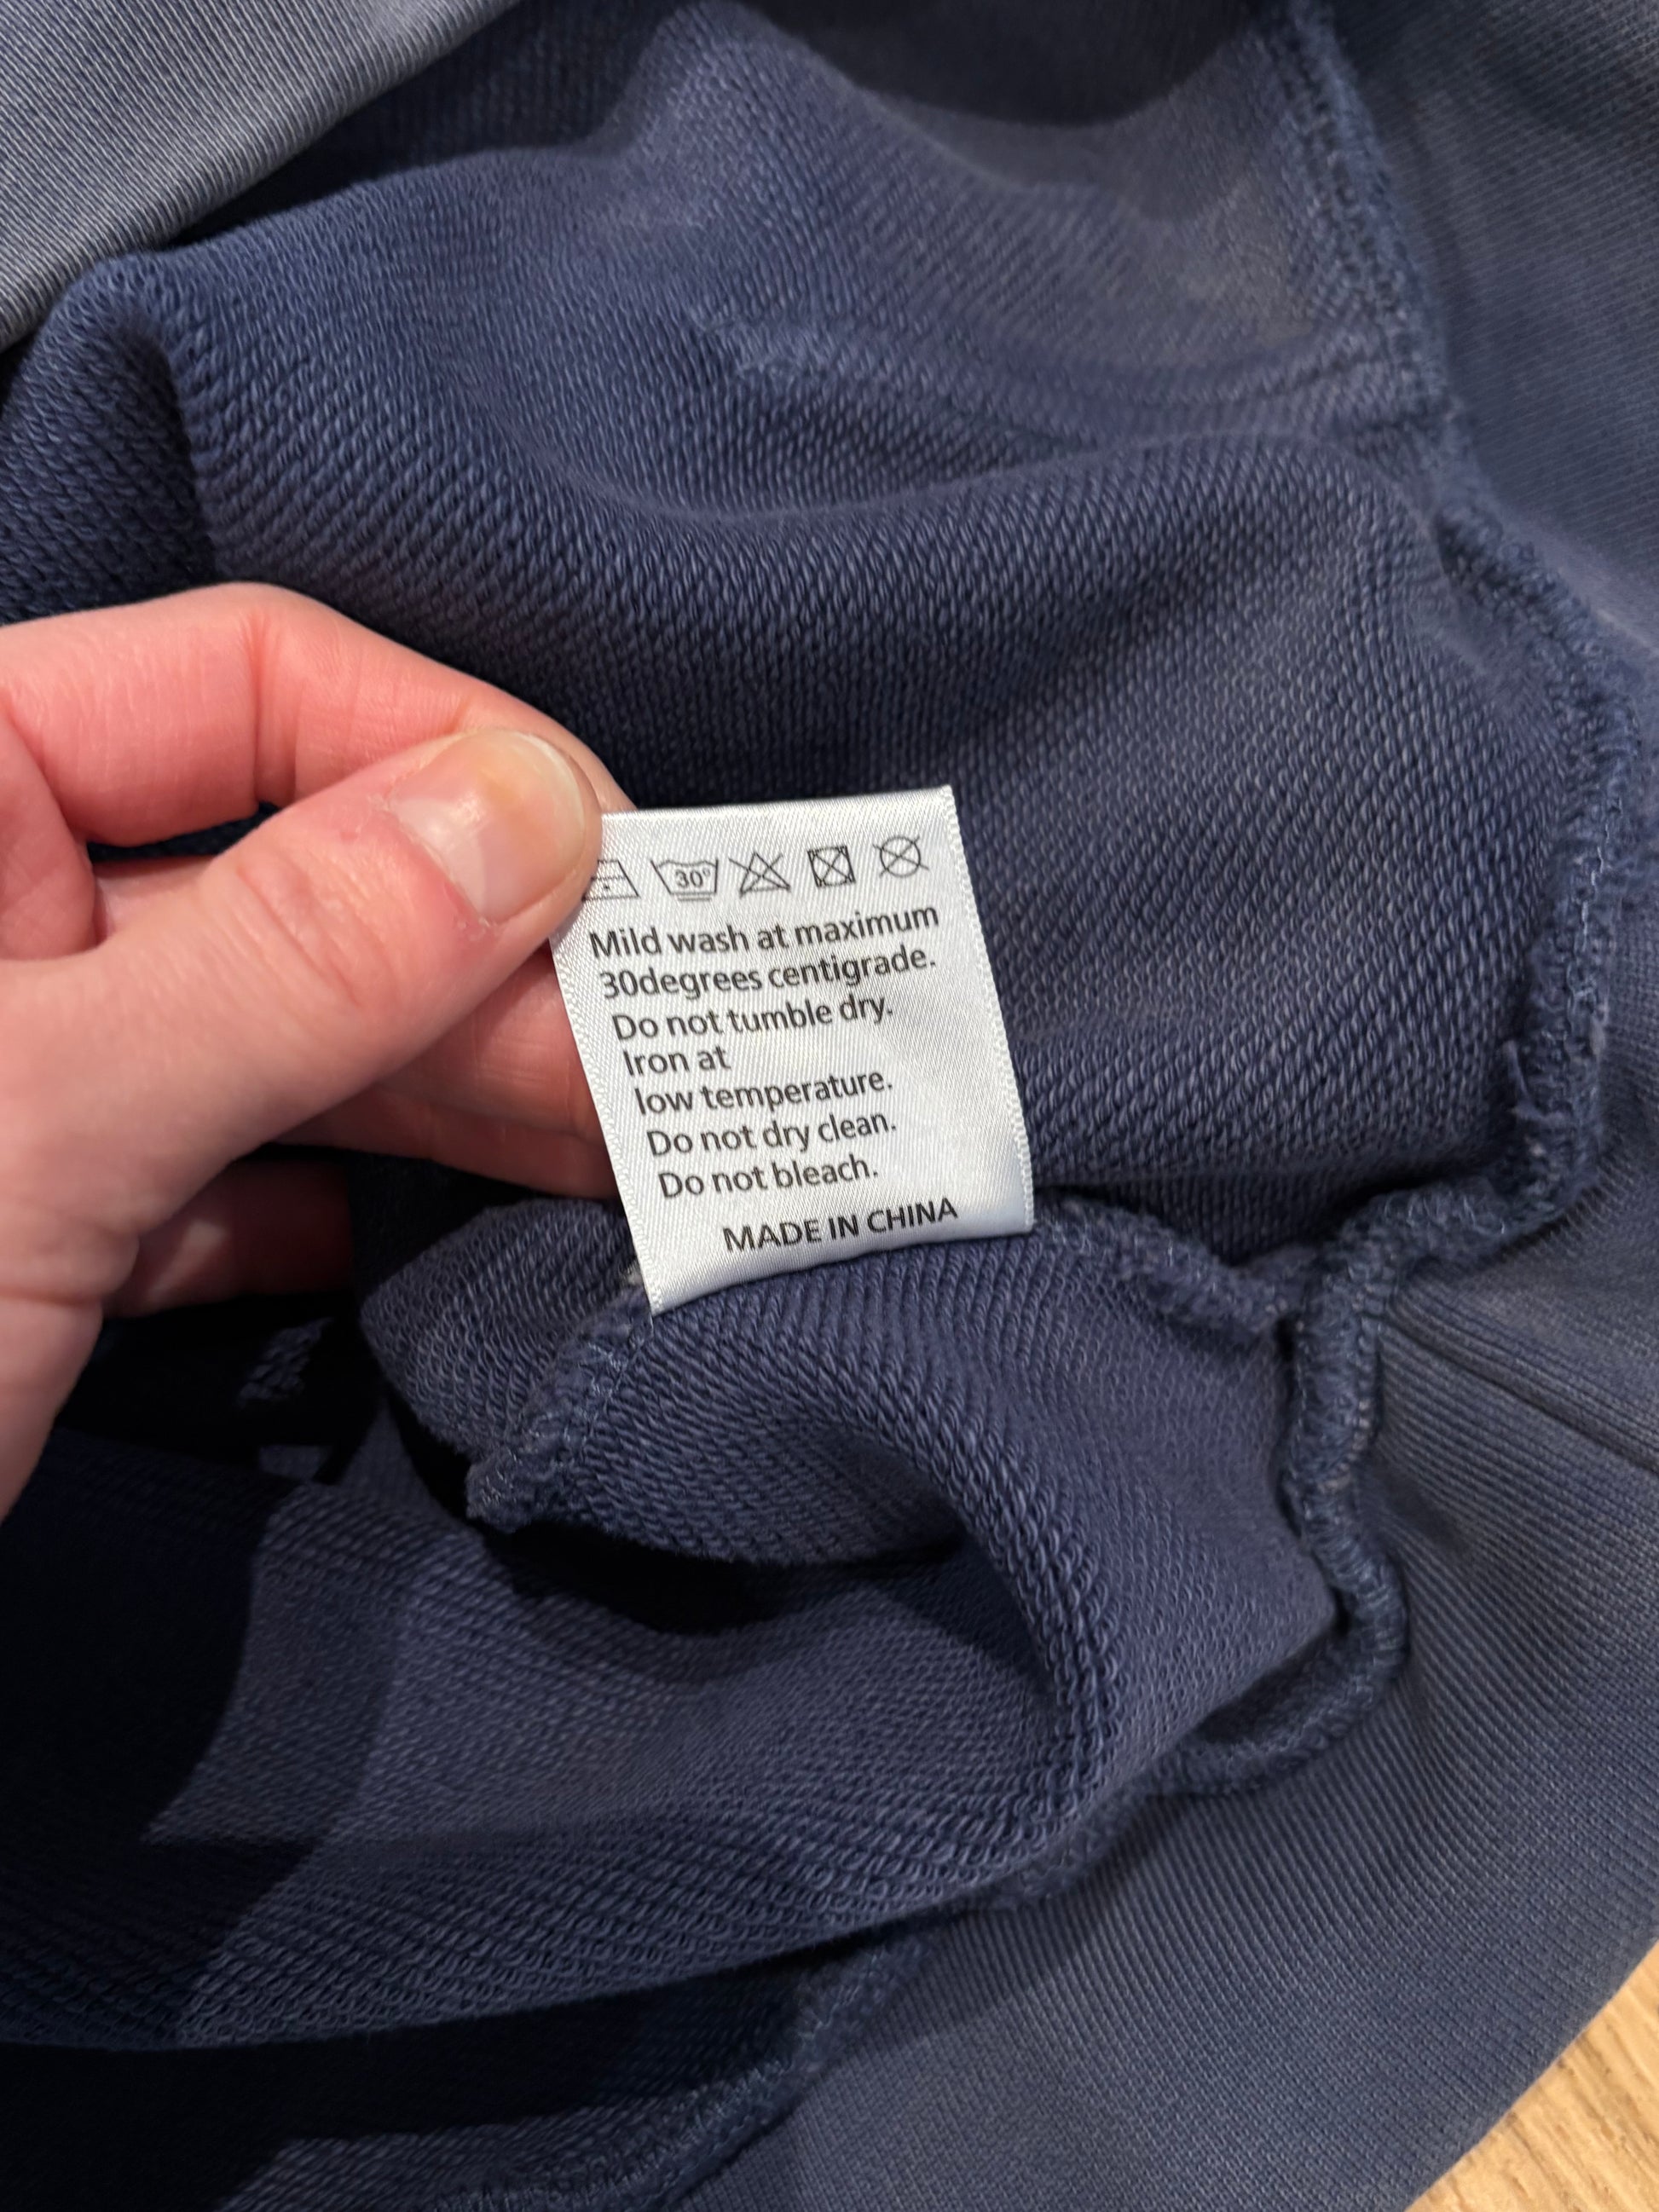 30°
Mild wash at maximum
30degrees centigrade.
Do not tumble dry.
Iron at
low temperature.
Do not dry clean.
Do not bleach.
MADE IN CHINA